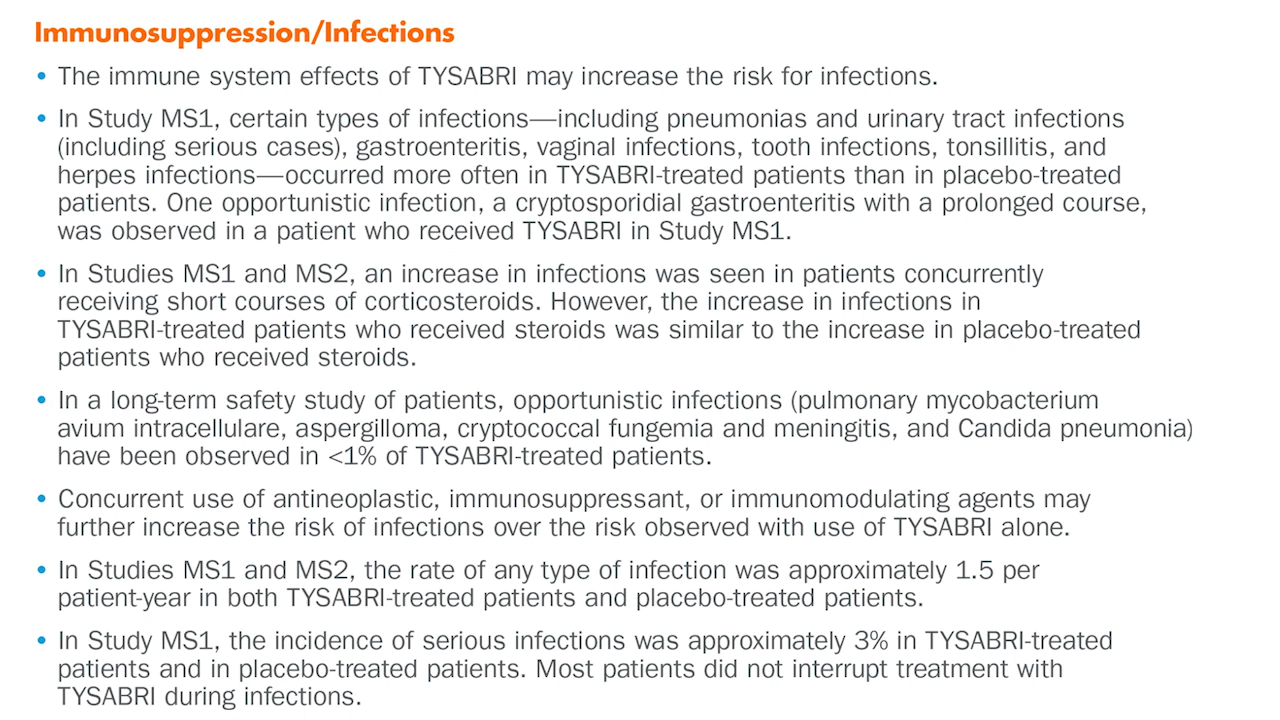 Immunosuppression/Infections
• The immune system effects of TYSABRI may increase the risk for infections.
• In Study MS1, certain types of infections—including pneumonias and urinary tract infections
(including serious cases), gastroenteritis, vaginal infections, tooth infections, tonsillitis, and
herpes infections—occurred more often in TYSABRI-treated patients than in placebo-treated
patients. One opportunistic infection, a cryptosporidial gastroenteritis with a prolonged course,
was observed in a patient who received TYSABRI in Study MS1.
• In Studies MS1 and MS2, an increase in infections was seen in patients concurrently
receiving short courses of corticosteroids. However, the increase in infections in
TYSABRI-treated patients who received steroids was similar to the increase in placebo-treated
patients who received steroids.
• In a long-term safety study of patients, opportunistic infections (pulmonary mycobacterium
avium intracellulare, aspergilloma, cryptococcal fungemia and meningitis, and Candida pneumonia)
have been observed in <1% of TYSABRI-treated patients.
• Concurrent use of antineoplastic, immunosuppressant, or immunomodulating agents may
further increase the risk of infections over the risk observed with use of TYSABRI alone.
• In Studies MS1 and MS2, the rate of any type of infection was approximately 1.5 per
patient-year in both TYSABRI-treated patients and placebo-treated patients.
• In Study MS1, the incidence of serious infections was approximately 3% in TYSABRI-treated
patients and in placebo-treated patients. Most patients did not interrupt treatment with
TYSABRI during infections.